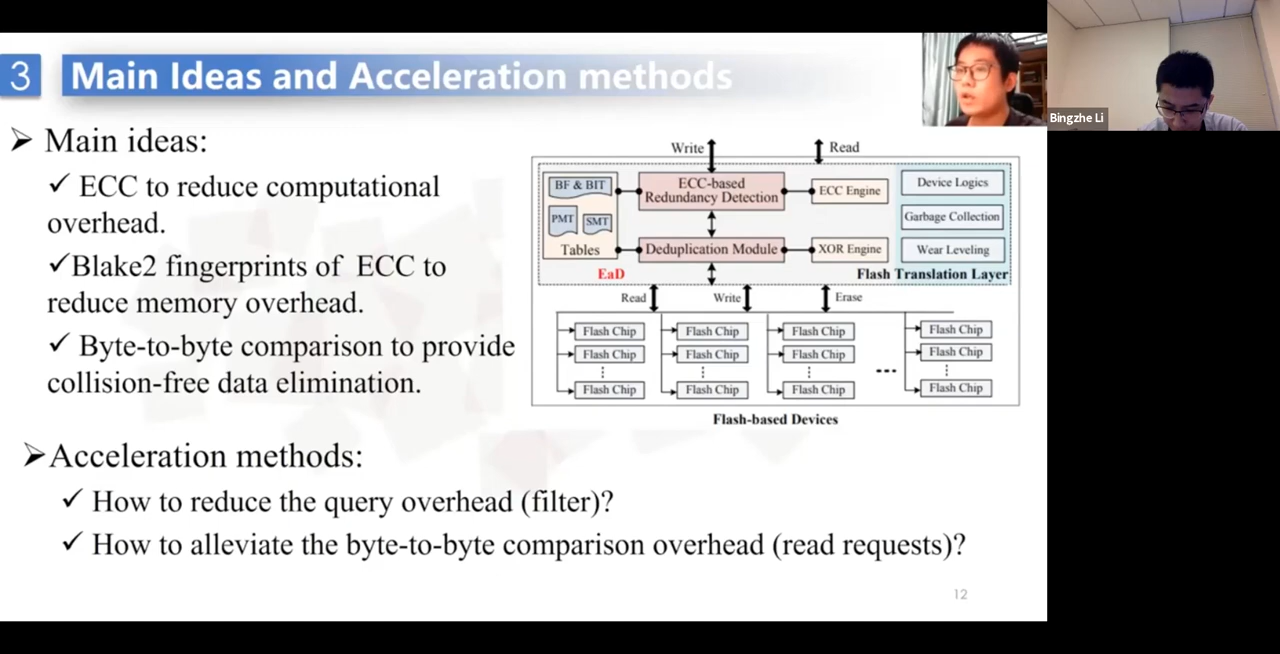 3
Main Ideas and Acceleration methods
Bingzhe Li
➢ Main ideas:
✓ ECC to reduce computational
overhead.
✓Blake2 fingerprints of ECC to
reduce memory overhead.
✓ Byte-to-byte comparison to provide
collision-free data elimination.
Write
Read
BF & BIT
PMT
SMT
Tables
EaD
ECC-based
Redundancy Detection
Deduplication Module
ECC Engine
XOR Engine
Device Logics
Garbage Collection
Wear Leveling
Flash Translation Layer
Read
Write
Erase
Flash Chip
Flash Chip
Flash Chip
Flash Chip
Flash Chip
Flash Chip
Flash Chip
Flash Chip
Flash Chip
Flash Chip
Flash Chip
Flash Chip
Flash-based Devices
➢Acceleration methods:
✓ How to reduce the query overhead (filter)?
✓ How to alleviate the byte-to-byte comparison overhead (read requests)?
12